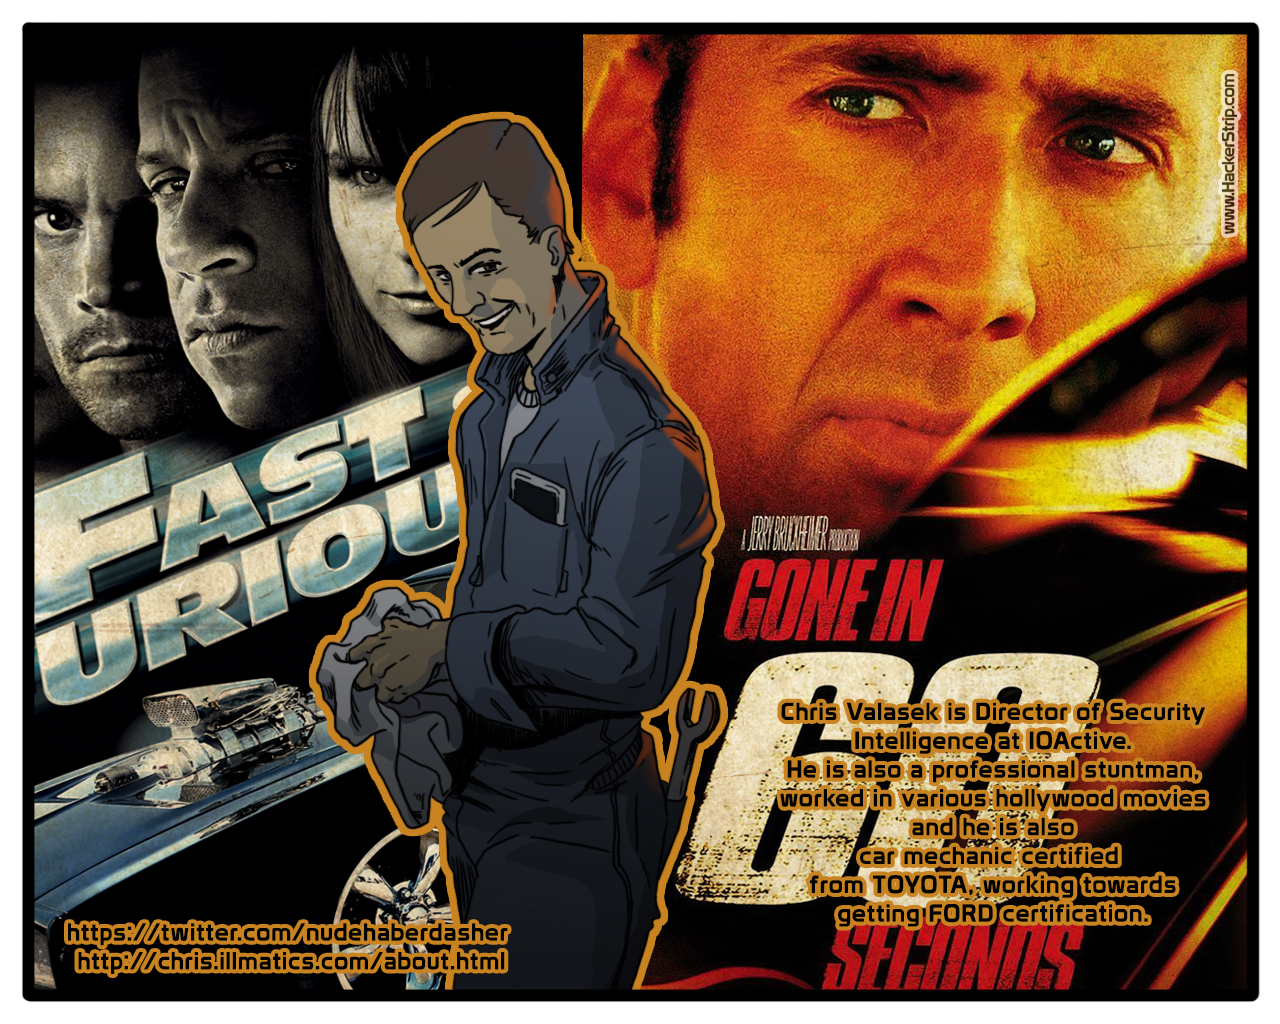 www.HackerStrip.com
FAST
URIOU
A JERRY BRUCKHEIMER PRODUCTION
GONE IN
60
SECONDS
Chris Valasek is Director of Security
Intelligence at IOActive.
He is also a professional stuntman,
worked in various hollywood movies
and he is also
car mechanic certified
from TOYOTA, working towards
getting FORD certification.
https://twitter.com/nudehaberdasher
http://chris.illmatics.com/about.html